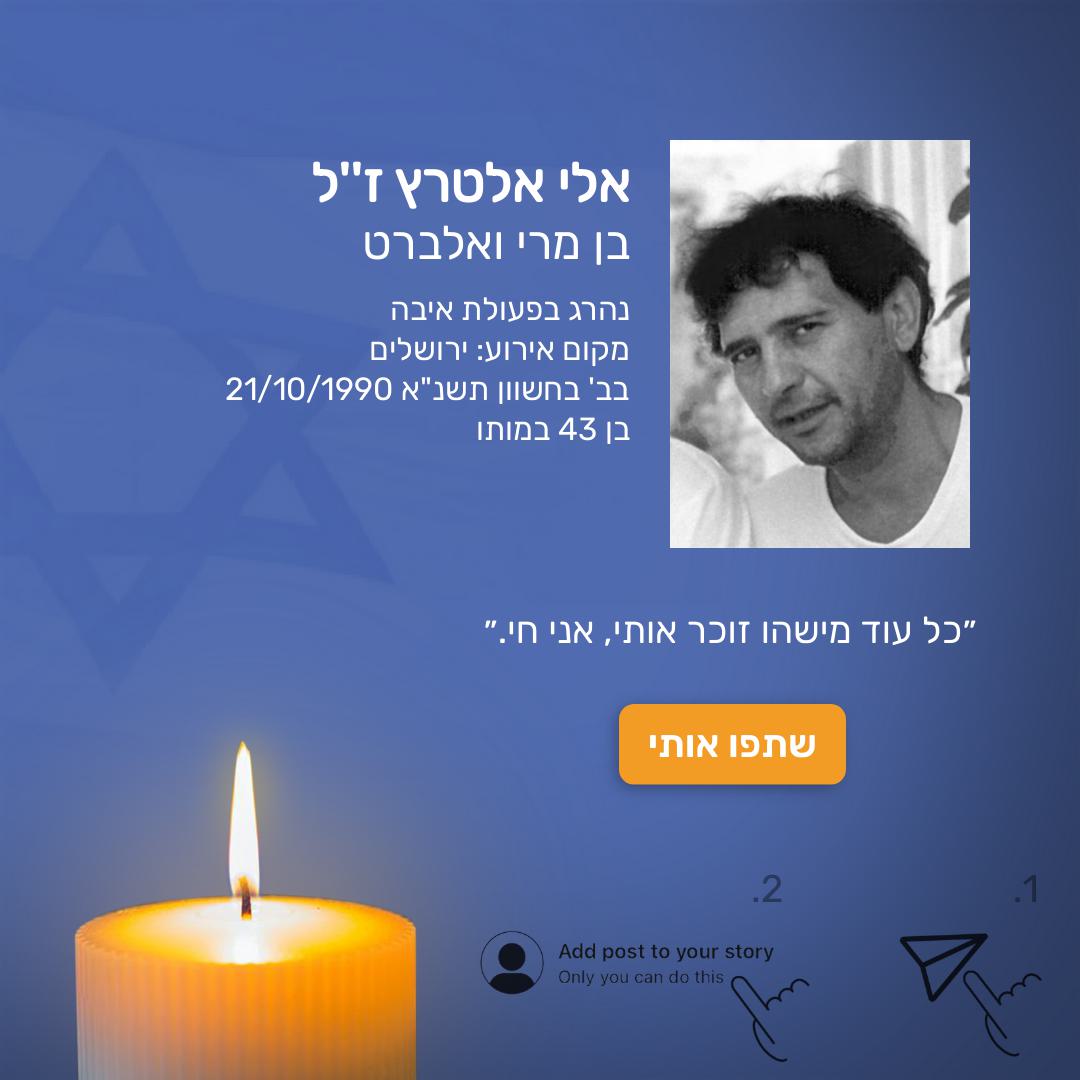 אלי אלטרץ ז"ל
בן מרי ואלברט
נהרג בפעולת איבה
מקום אירוע: ירושלים
בב' בחשוון תשנ"א 21/10/1990
בן 43 במותו
״כל עוד מישהו זוכר אותי, אני חי.״
שתפו אותי
1.
2.
Add post to your story
Only you can do this